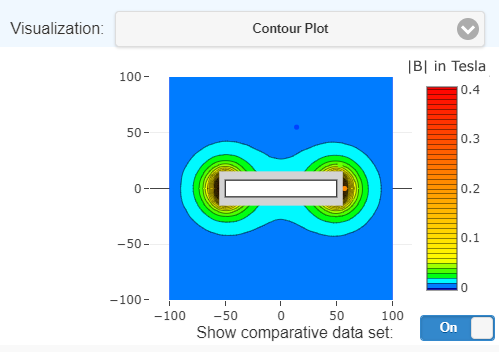 Visualization: Contour Plot
|B| in Tesla
100
0.4
50
0.3
0
0.2
−50
0.1
−100
0
−100 −50 0 50 100
Show comparative data set: On